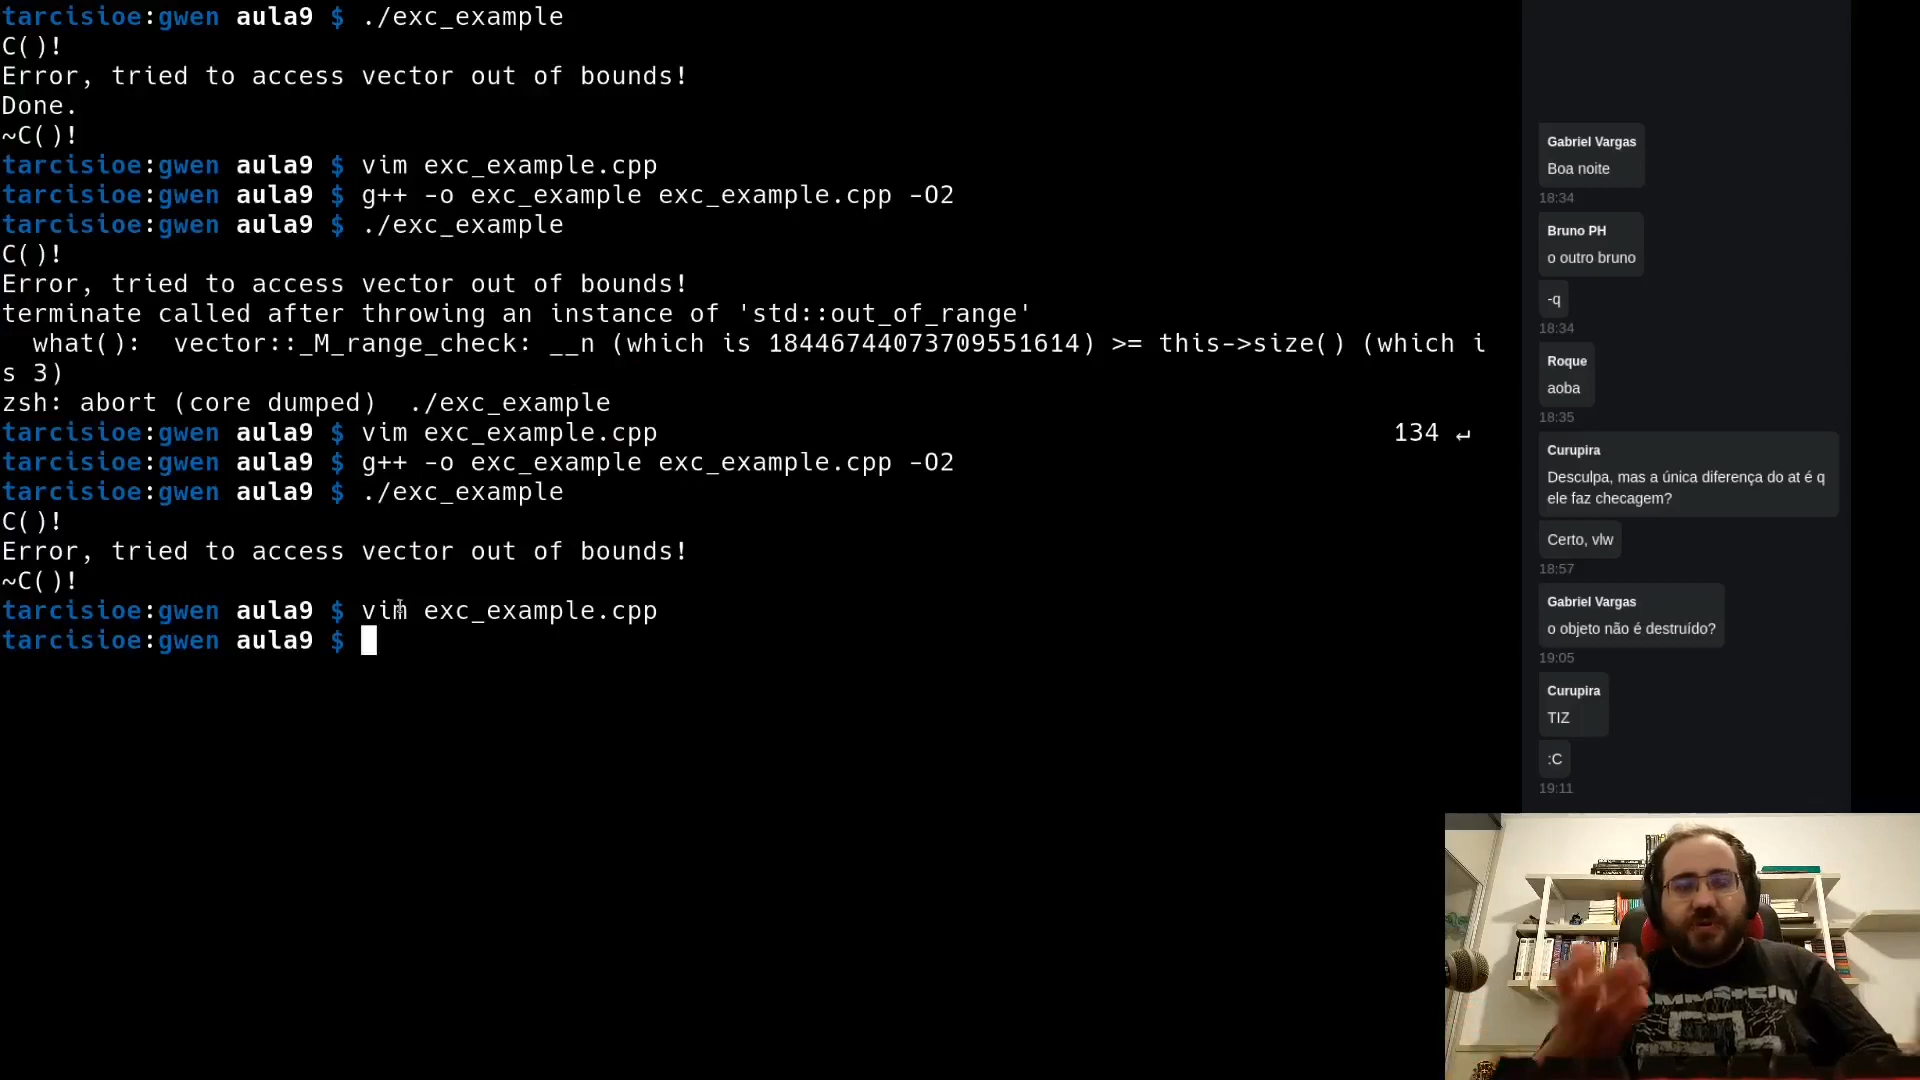 tarcisioe:gwen aula9 $ ./exc_example
C()!
Error, tried to access vector out of bounds!
Done.
~C()!
tarcisioe:gwen aula9 $ vim exc_example.cpp
tarcisioe:gwen aula9 $ g++ -o exc_example exc_example.cpp -O2
tarcisioe:gwen aula9 $ ./exc_example
C()!
Error, tried to access vector out of bounds!
terminate called after throwing an instance of 'std::out_of_range'
  what():  vector::_M_range_check: __n (which is 18446744073709551614) >= this->size() (which i
s 3)
zsh: abort (core dumped)  ./exc_example
tarcisioe:gwen aula9 $ vim exc_example.cpp 134 ↵
tarcisioe:gwen aula9 $ g++ -o exc_example exc_example.cpp -O2
tarcisioe:gwen aula9 $ ./exc_example
C()!
Error, tried to access vector out of bounds!
~C()!
tarcisioe:gwen aula9 $ vim exc_example.cpp
tarcisioe:gwen aula9 $
Gabriel Vargas
Boa noite
18:34
Bruno PH
o outro bruno
-q
18:34
Roque
aoba
18:35
Curupira
Desculpa, mas a única diferença do at é q
ele faz checagem?
Certo, vlw
18:57
Gabriel Vargas
o objeto não é destruído?
19:05
Curupira
TIZ
:C
19:11